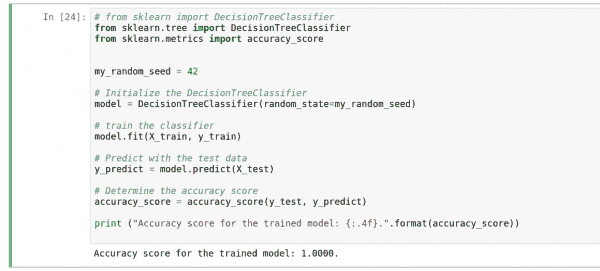 In [24]: # from sklearn import DecisionTreeClassifier
from sklearn.tree import DecisionTreeClassifier
from sklearn.metrics import accuracy_score
my_random_seed = 42
# Initialize the DecisionTreeClassifier
model = DecisionTreeClassifier(random_state=my_random_seed)
# train the classifier
model.fit(X_train, y_train)
# Predict with the test data
y_predict = model.predict(X_test)
# Determine the accuracy score
accuracy_score = accuracy_score(y_test, y_predict)
print ("Accuracy score for the trained model: {:.4f}.".format(accuracy_score))
Accuracy score for the trained model: 1.0000.